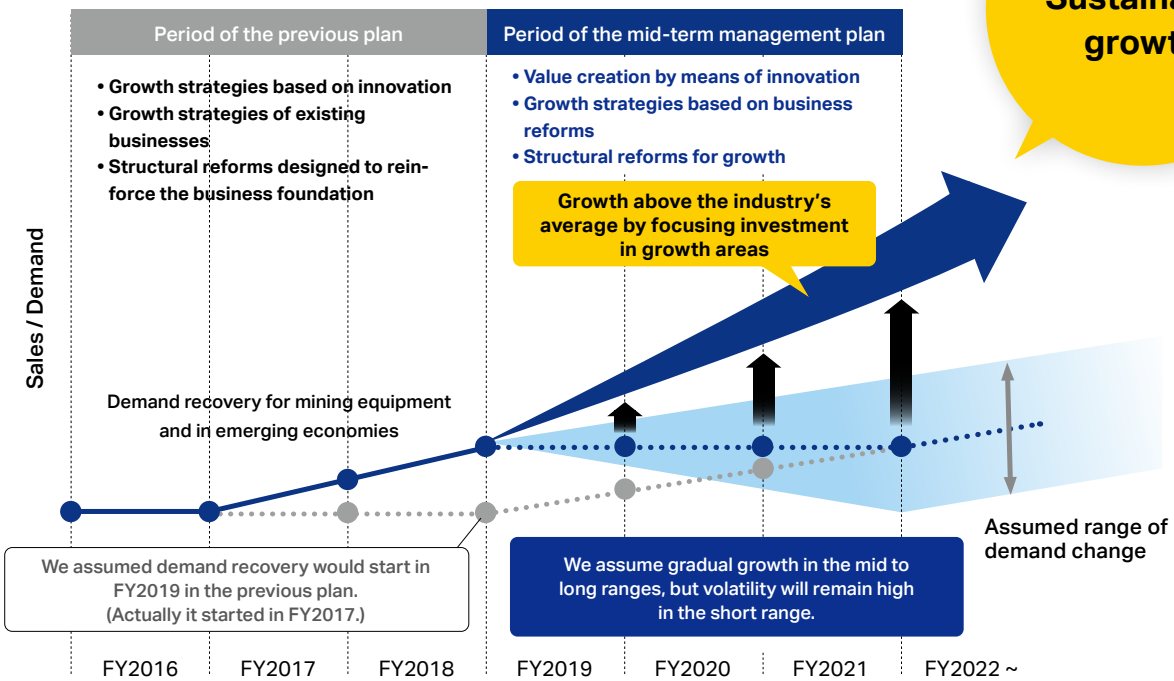 Sustaina
growt
Period of the previous plan
Period of the mid-term management plan
• Growth strategies based on innovation
• Growth strategies of existing
businesses
• Structural reforms designed to rein-
force the business foundation
• Value creation by means of innovation
• Growth strategies based on business
reforms
• Structural reforms for growth
Growth above the industry's
average by focusing investment
in growth areas
Sales / Demand
Demand recovery for mining equipment
and in emerging economies
Assumed range of
demand change
We assumed demand recovery would start in
FY2019 in the previous plan.
(Actually it started in FY2017.)
We assume gradual growth in the mid to
long ranges, but volatility will remain high
in the short range.
FY2016
FY2017
FY2018
FY2019
FY2020
FY2021
FY2022 ~